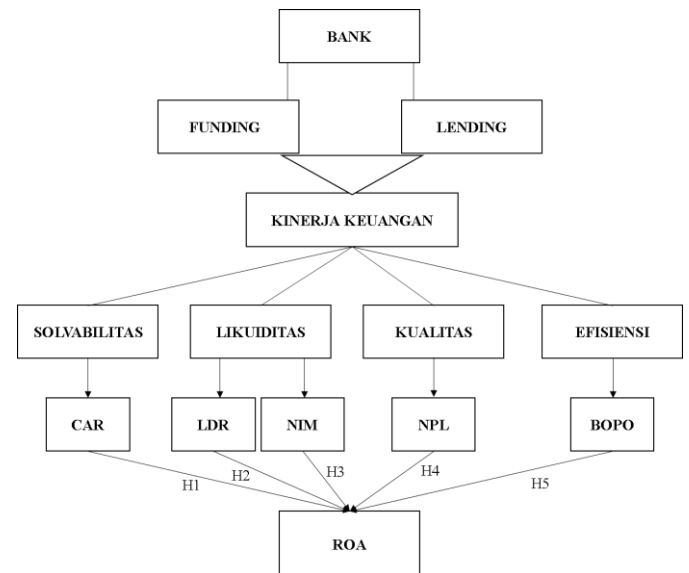 BANK
FUNDING
LENDING
KINERJA KEUANGAN
SOLVABILITAS
LIKUIDITAS
KUALITAS
EFISIENSI
CAR
LDR
NIM
NPL
BOPO
H1
H2
H3
H4
H5
ROA